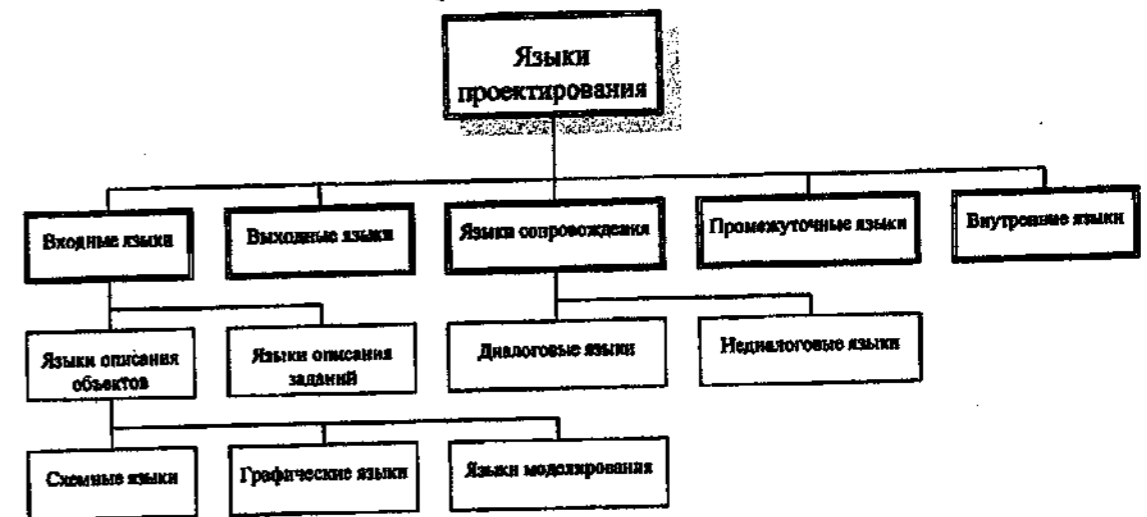 Языки
проектирования
Входные языки
Выходные языки
Языки сопровождения
Промежуточные языки
Внутренние языки
Языки описания
объектов
Языки описания
заданий
Диалоговые языки
Недиалоговые языки
Схемные языки
Графические языки
Языки моделирования